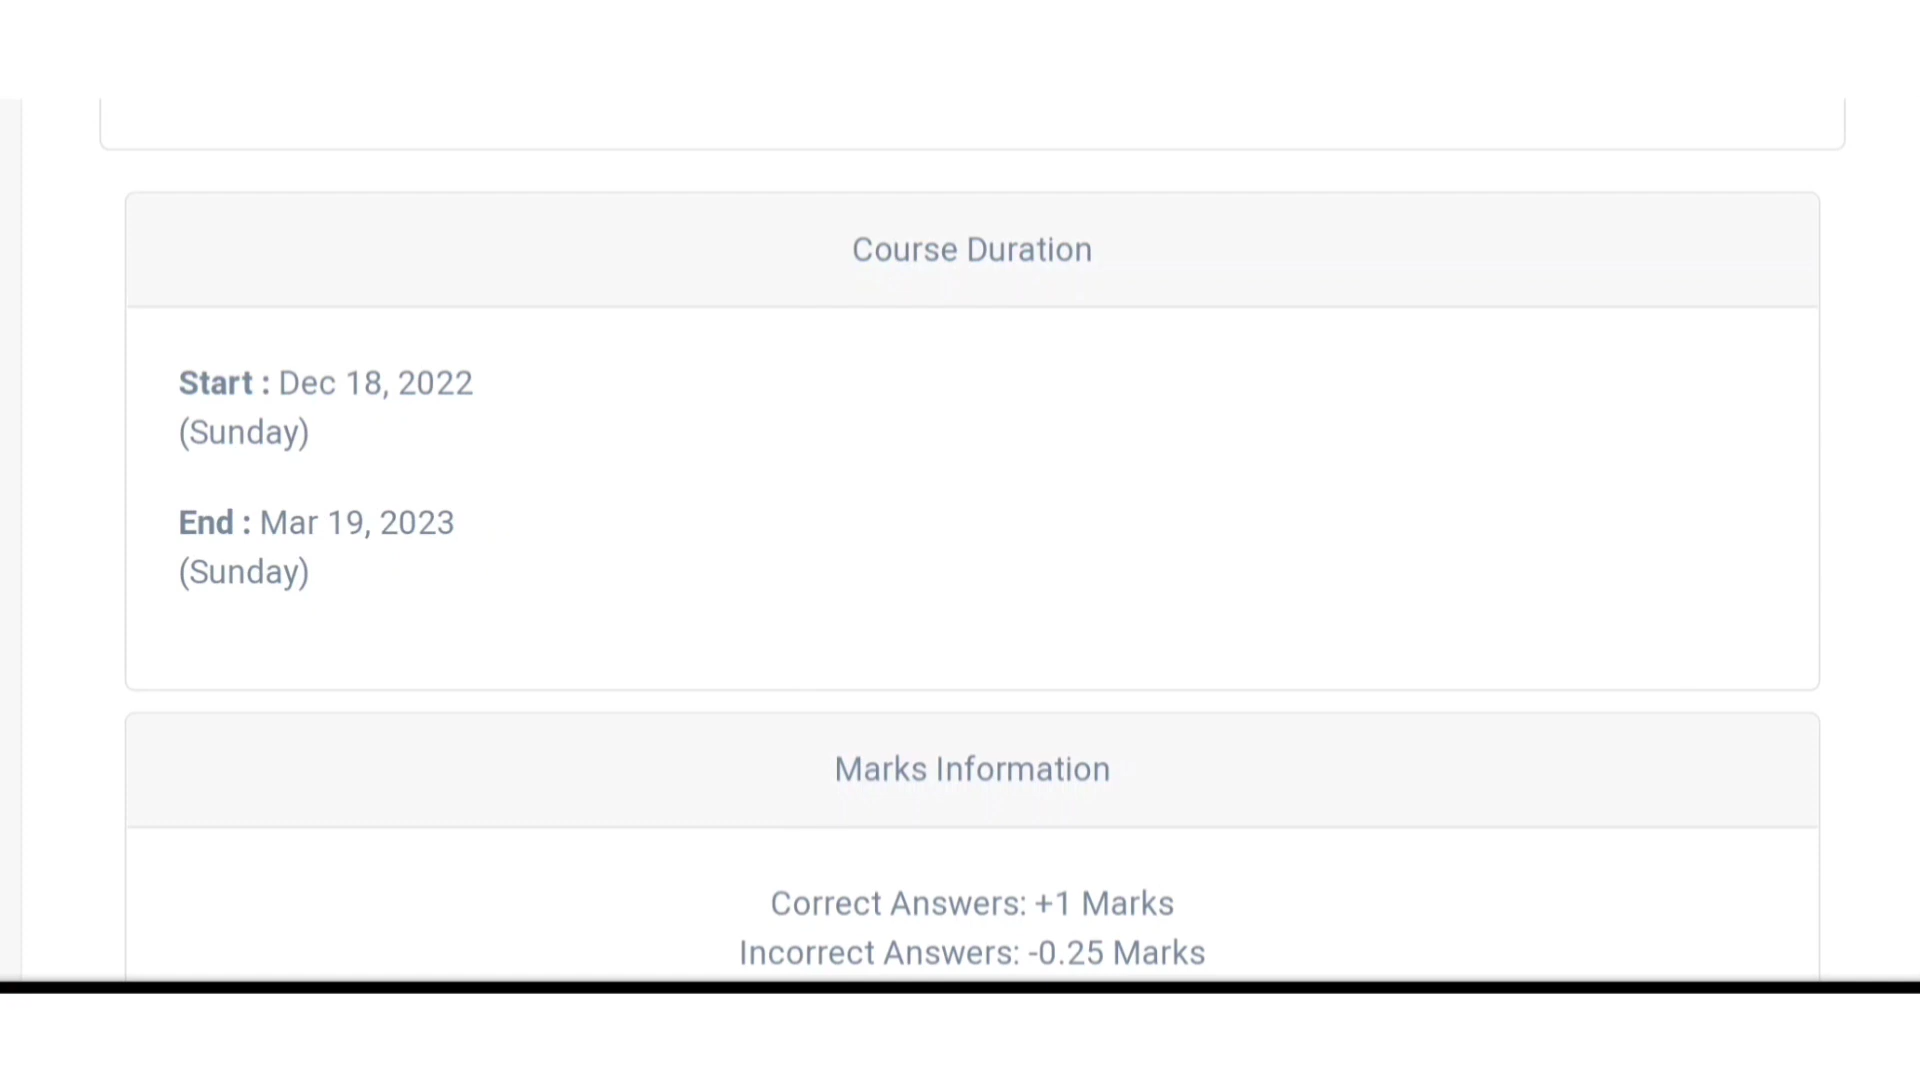 Course Duration
Start : Dec 18, 2022
(Sunday)
End : Mar 19, 2023
(Sunday)
Marks Information
Correct Answers: +1 Marks
Incorrect Answers: -0.25 Marks